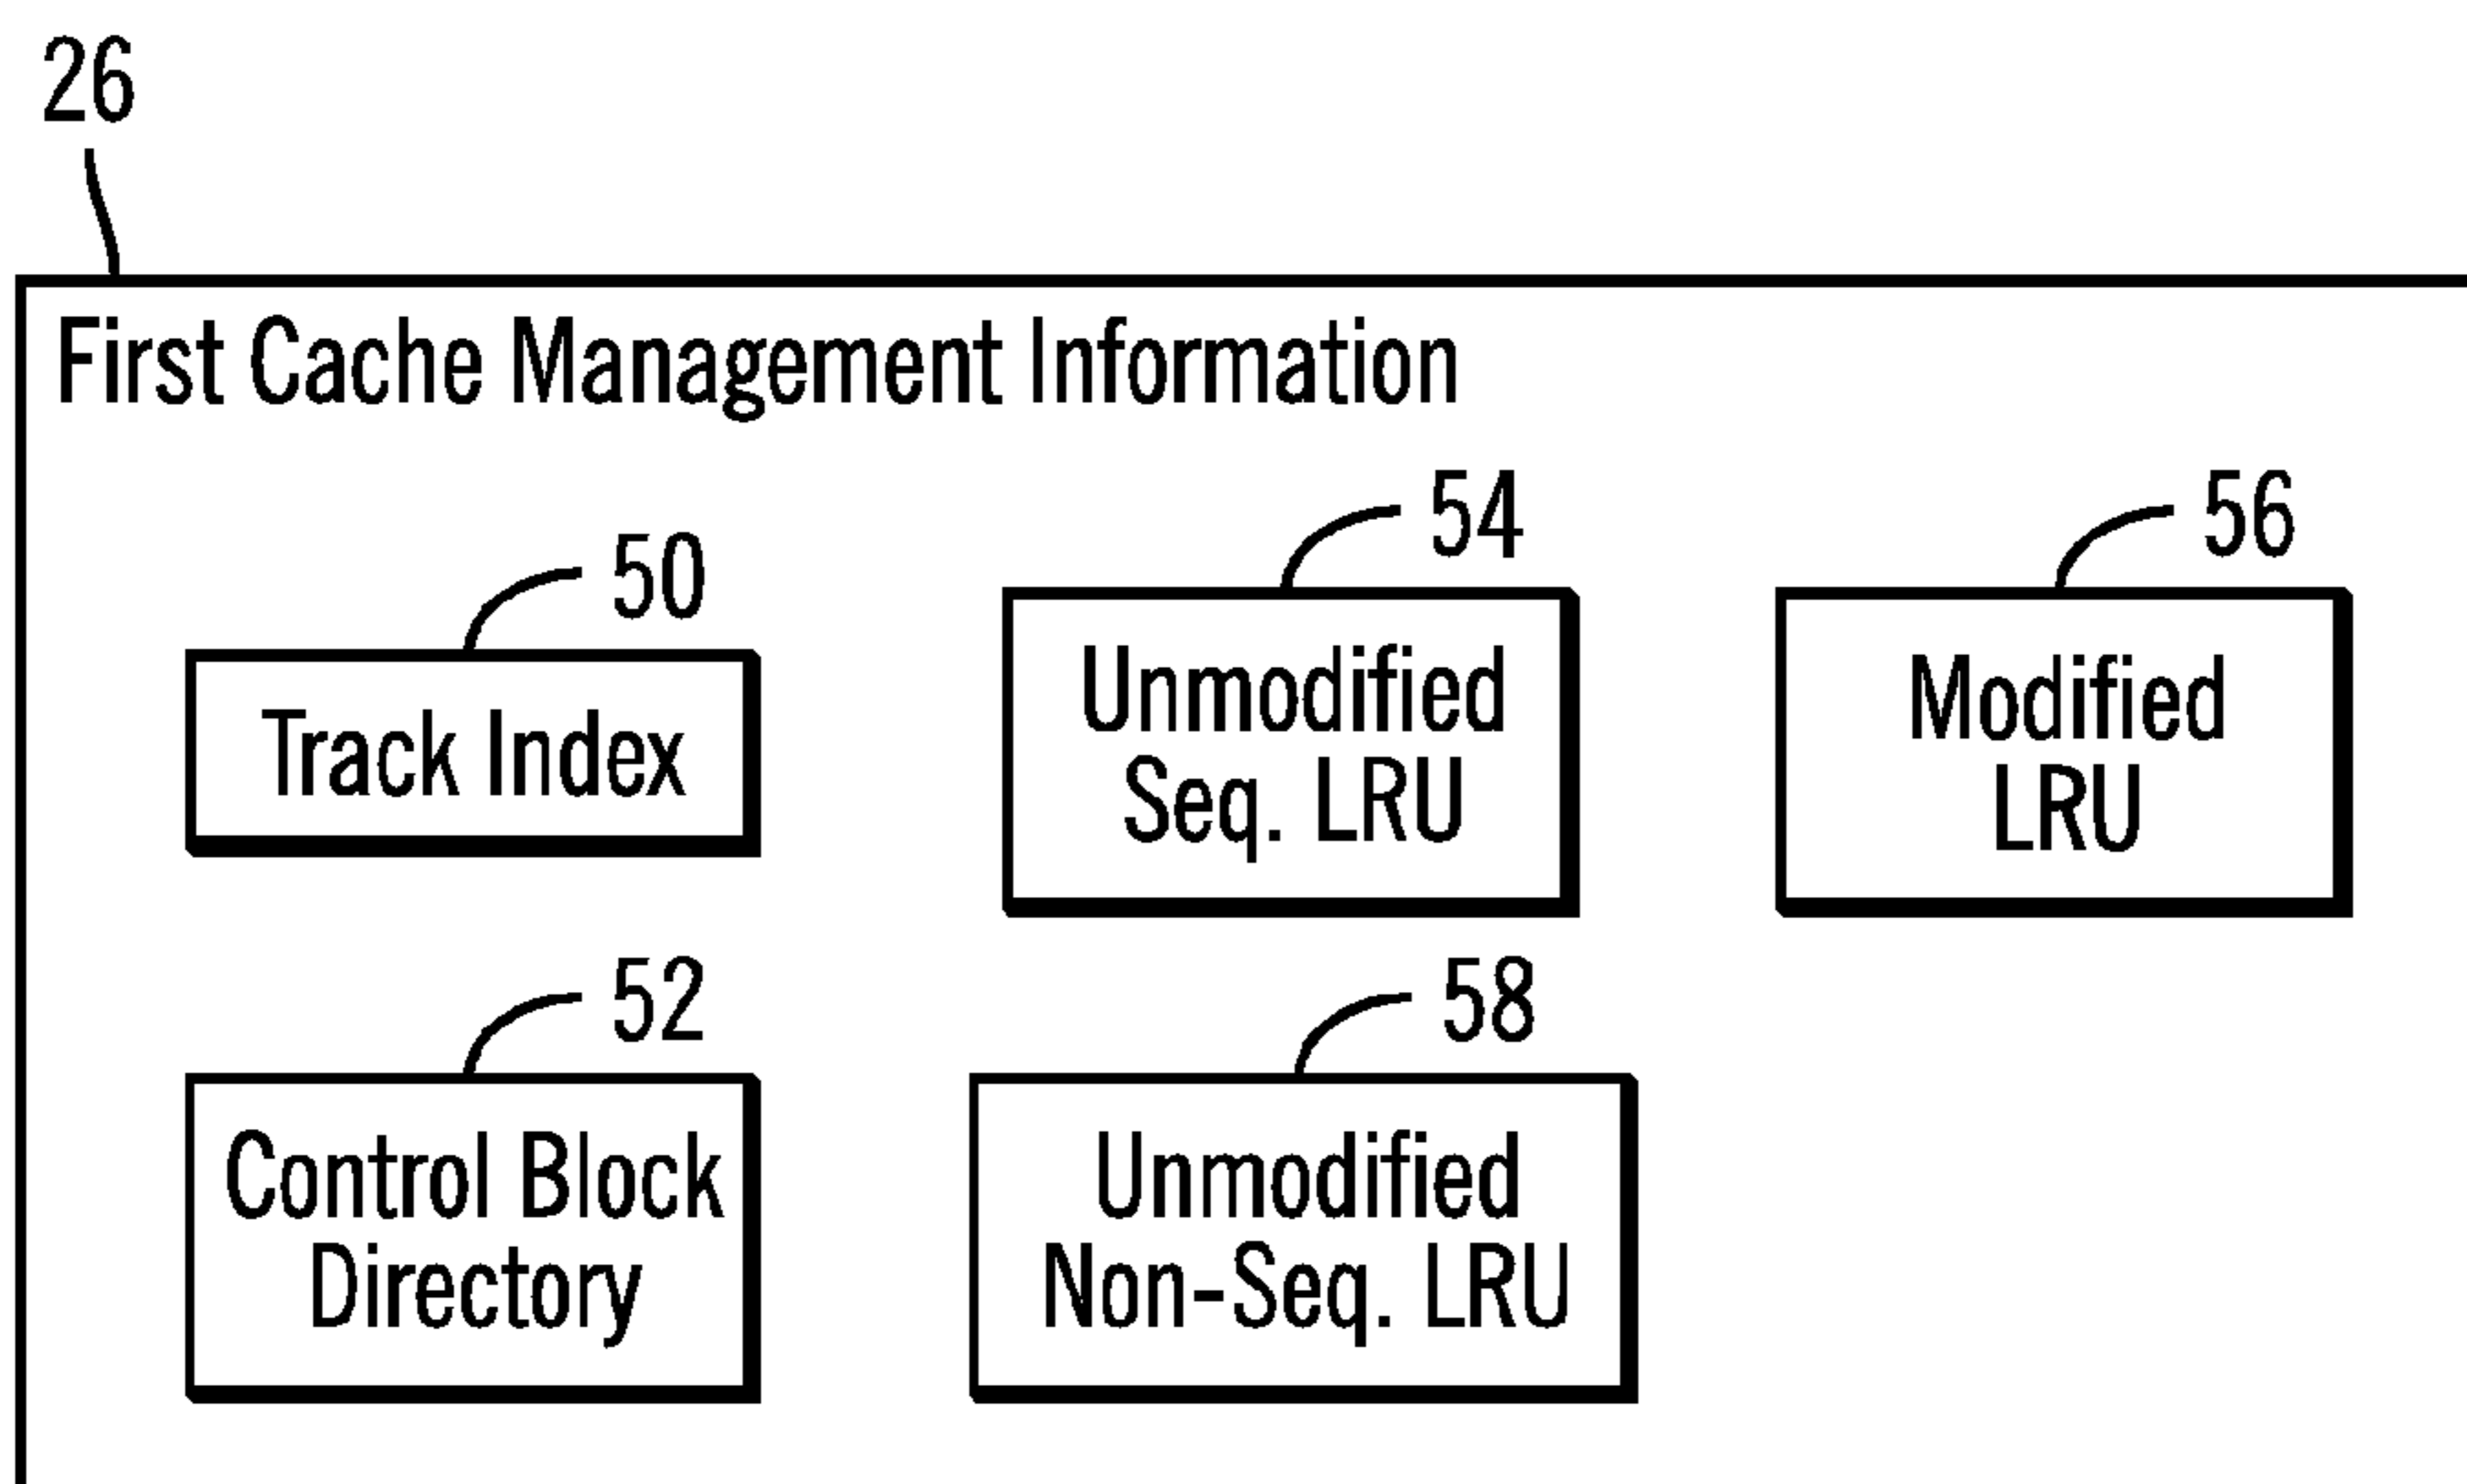 26
First Cache Management Information
50
Track Index
54
Unmodified
Seq. LRU
56
Modified
LRU
52
Control Block
Directory
58
Unmodified
Non-Seq. LRU